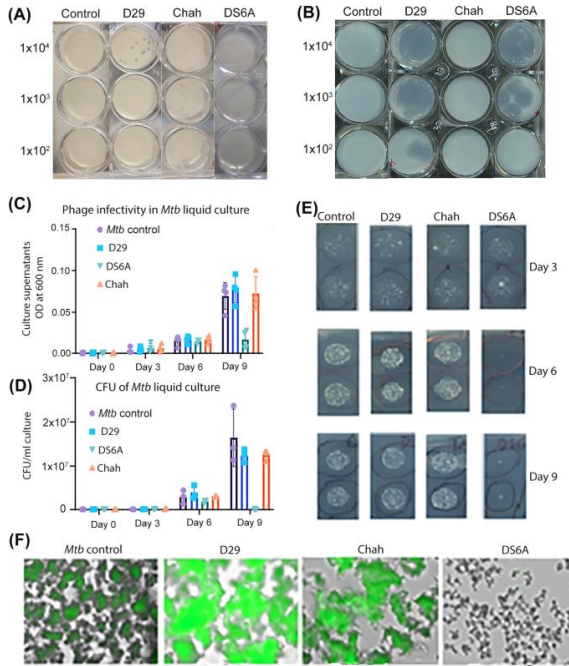 (A)
Control D29 Chah DS6A
1x10⁴
1x10³
1x10²
(B)
Control D29 Chah DS6A
1x10⁴
1x10³
1x10²
(C)
Phage infectivity in Mtb liquid culture
Mtb control
D29
DS6A
Chah
Culture supernatants
OD at 600 nm
0.15
0.10
0.05
0.00
Day 0 Day 3 Day 6 Day 9
(D)
CFU of Mtb liquid culture
Mtb control
D29
DS6A
Chah
CFU/ml culture
3x10⁷
2x10⁷
1x10⁷
0
Day 0 Day 3 Day 6 Day 9
(E)
Control D29 Chah DS6A
Day 3
Day 6
Day 9
(F)
Mtb control D29 Chah DS6A